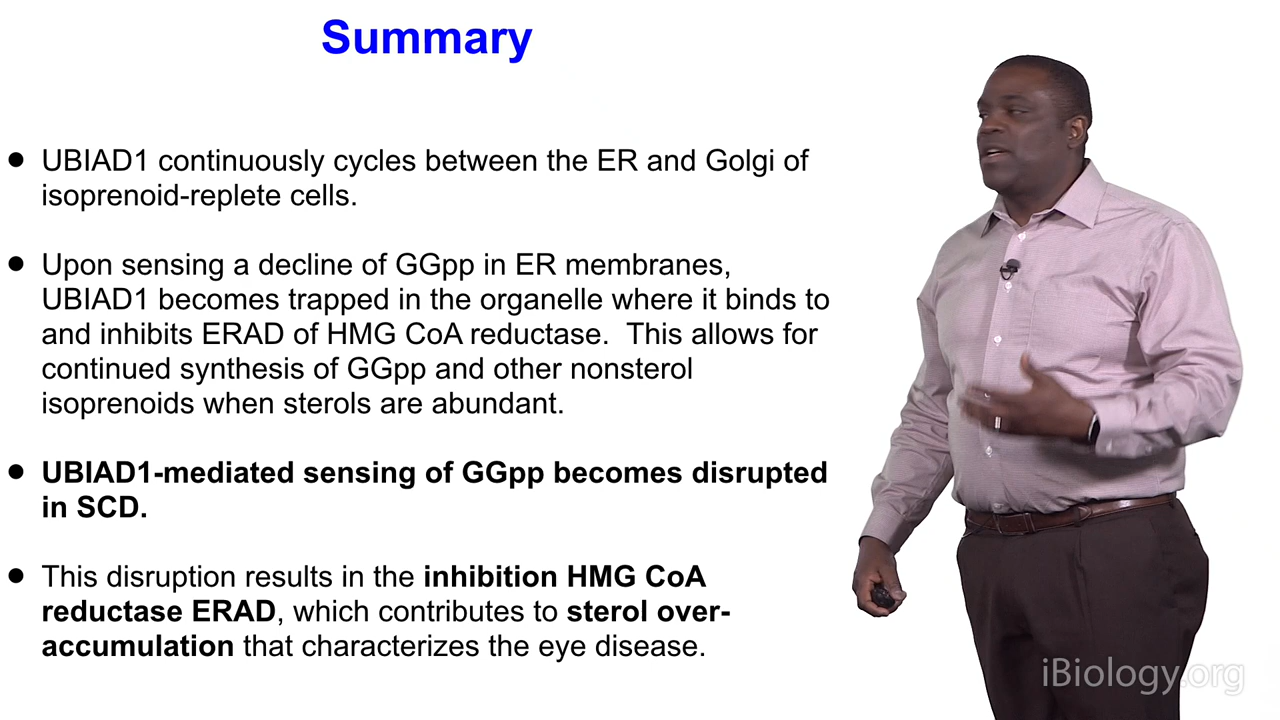 Summary
● UBIAD1 continuously cycles between the ER and Golgi of
isoprenoid-replete cells.
● Upon sensing a decline of GGpp in ER membranes,
UBIAD1 becomes trapped in the organelle where it binds to
and inhibits ERAD of HMG CoA reductase.  This allows for
continued synthesis of GGpp and other nonsterol
isoprenoids when sterols are abundant.
● UBIAD1-mediated sensing of GGpp becomes disrupted
in SCD.
● This disruption results in the inhibition HMG CoA
reductase ERAD, which contributes to sterol over-
accumulation that characterizes the eye disease.
iBiology.org